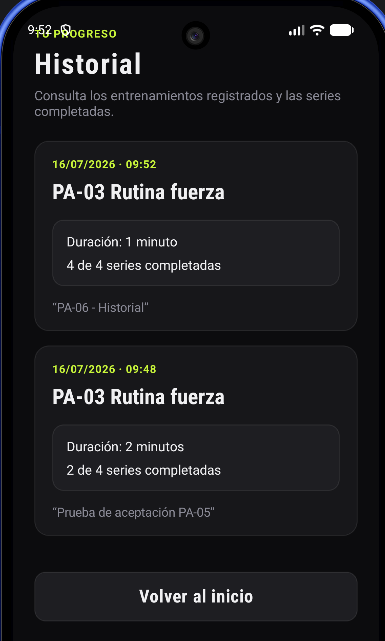 9:52
TU PROGRESO
Historial
Consulta los entrenamientos registrados y las series
completadas.
16/07/2026 · 09:52
PA-03 Rutina fuerza
Duración: 1 minuto
4 de 4 series completadas
"PA-06 - Historial"
16/07/2026 · 09:48
PA-03 Rutina fuerza
Duración: 2 minutos
2 de 4 series completadas
"Prueba de aceptación PA-05"
Volver al inicio